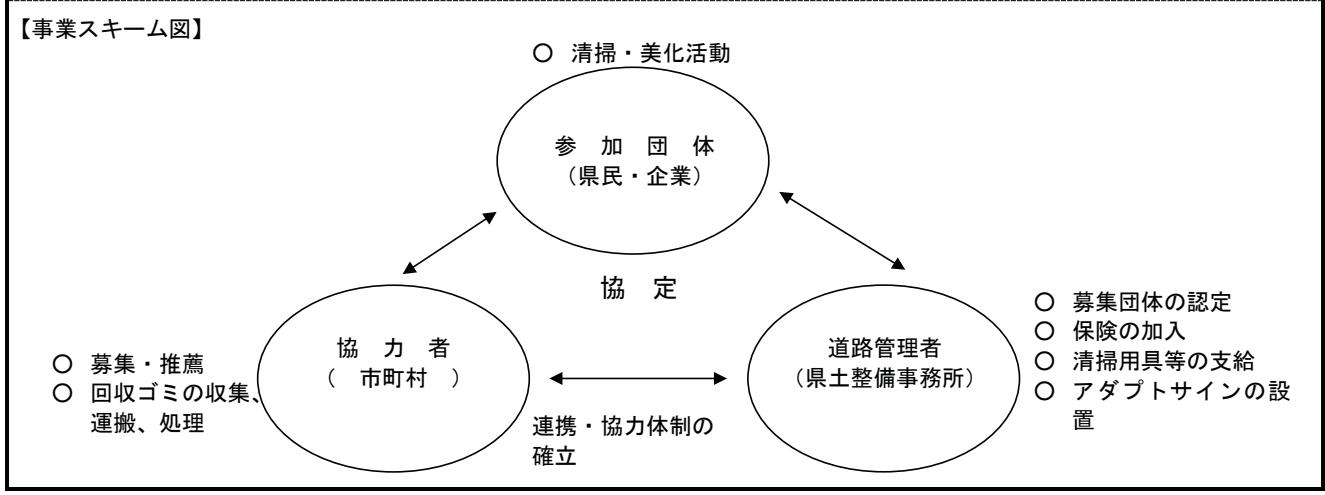 【事業スキーム図】
○ 清掃・美化活動
参 加 団 体
（県民・企業）
協 定
協 力 者
（ 市町村 ）
○ 募集・推薦
○ 回収ゴミの収集、
運搬、処理
連携・協力体制の
確立
道路管理者
（県土整備事務所）
○ 募集団体の認定
○ 保険の加入
○ 清掃用具等の支給
○ アダプトサインの設
置